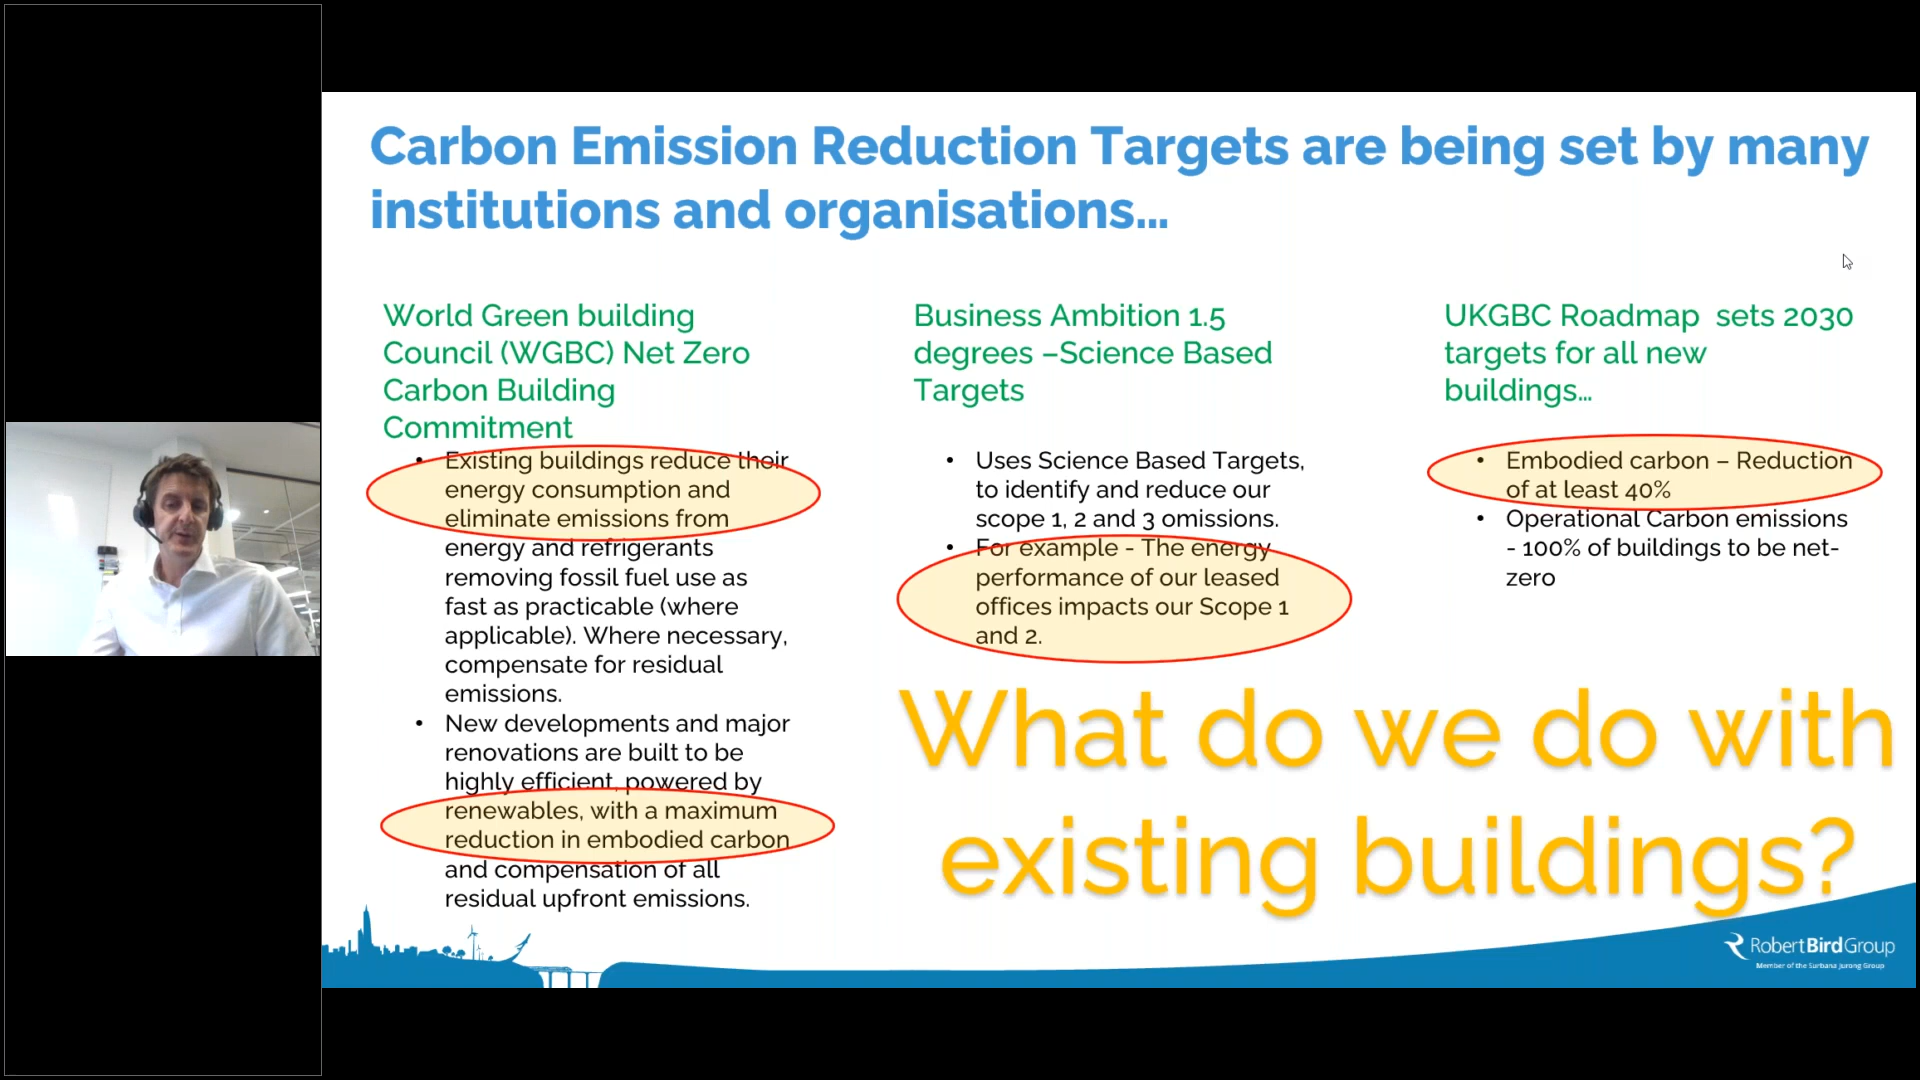 Carbon Emission Reduction Targets are being set by many
institutions and organisations...
World Green building
Council (WGBC) Net Zero
Carbon Building
Commitment
• Existing buildings reduce their
energy consumption and
eliminate emissions from
energy and refrigerants
removing fossil fuel use as
fast as practicable (where
applicable). Where necessary,
compensate for residual
emissions.
• New developments and major
renovations are built to be
highly efficient, powered by
renewables, with a maximum
reduction in embodied carbon
and compensation of all
residual upfront emissions.
Business Ambition 1.5
degrees –Science Based
Targets
• Uses Science Based Targets,
to identify and reduce our
scope 1, 2 and 3 omissions.
• For example - The energy
performance of our leased
offices impacts our Scope 1
and 2.
UKGBC Roadmap  sets 2030
targets for all new
buildings...
• Embodied carbon – Reduction
of at least 40%
• Operational Carbon emissions
- 100% of buildings to be net-
zero
What do we do with
existing buildings?
RobertBirdGroup
Member of the Surbana Jurong Group